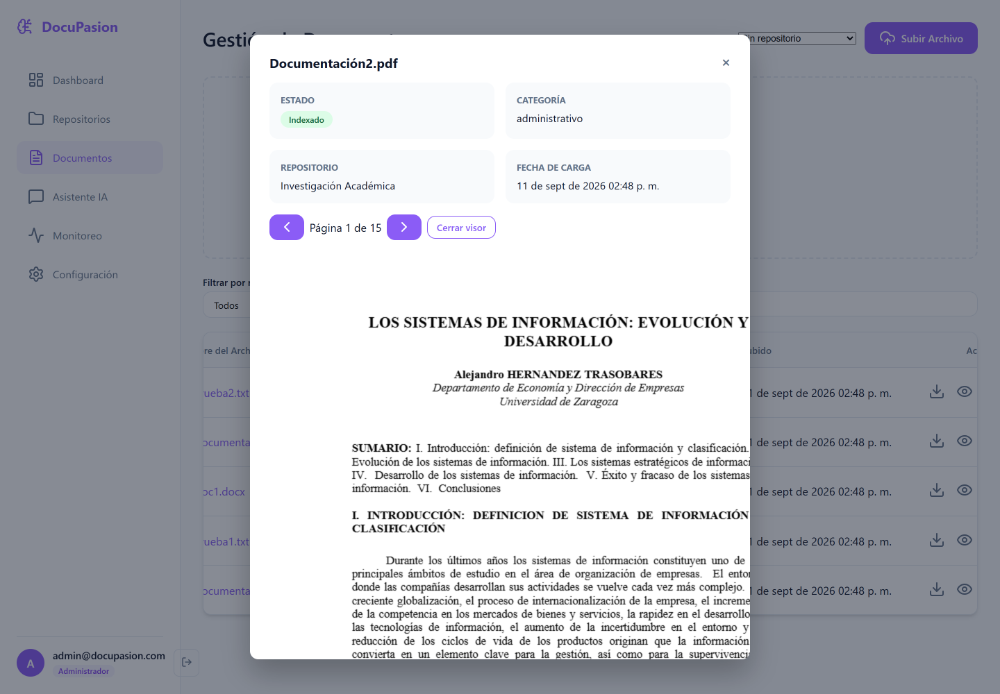 DocuPasion
Dashboard
Repositorios
Documentos
Asistente IA
Monitoreo
Configuración
admin@docupasion.com
A
Administrador
Sin repositorio
Subir Archivo
Filtrar por
Todos
Documentación2.pdf
×
ESTADO
Indexado
CATEGORÍA
administrativo
REPOSITORIO
Investigación Académica
FECHA DE CARGA
11 de sept de 2026 02:48 p. m.
Página 1 de 15
Cerrar visor
LOS SISTEMAS DE INFORMACIÓN: EVOLUCIÓN Y
DESARROLLO
Alejandro HERNANDEZ TRASOBARES
Departamento de Economía y Dirección de Empresas
Universidad de Zaragoza
SUMARIO: I. Introducción: definición de sistema de información y clasificación.
Evolución de los sistemas de información. III. Los sistemas estratégicos de informaci
IV. Desarrollo de los sistemas de información. V. Éxito y fracaso de los sistemas
información. VI. Conclusiones
I. INTRODUCCIÓN: DEFINICION DE SISTEMA DE INFORMACIÓN
CLASIFICACIÓN
Durante los últimos años los sistemas de información constituyen uno de
principales ámbitos de estudio en el área de organización de empresas. El entor
donde las compañías desarrollan sus actividades se vuelve cada vez más complejo.
creciente globalización, el proceso de internacionalización de la empresa, el increme
de la competencia en los mercados de bienes y servicios, la rapidez en el desarrollo
las tecnologías de información, el aumento de la incertidumbre en el entorno y
reducción de los ciclos de vida de los productos originan que la información
convierta en un elemento clave para la gestión, así como para la supervivenci
re del Arch
ubido
Ac
ueba2.txt
1 de sept de 2026 02:48 p. m.
ocumenta
1 de sept de 2026 02:48 p. m.
oc1.docx
1 de sept de 2026 02:48 p. m.
ueba1.txt
1 de sept de 2026 02:48 p. m.
ocumenta
1 de sept de 2026 02:48 p. m.